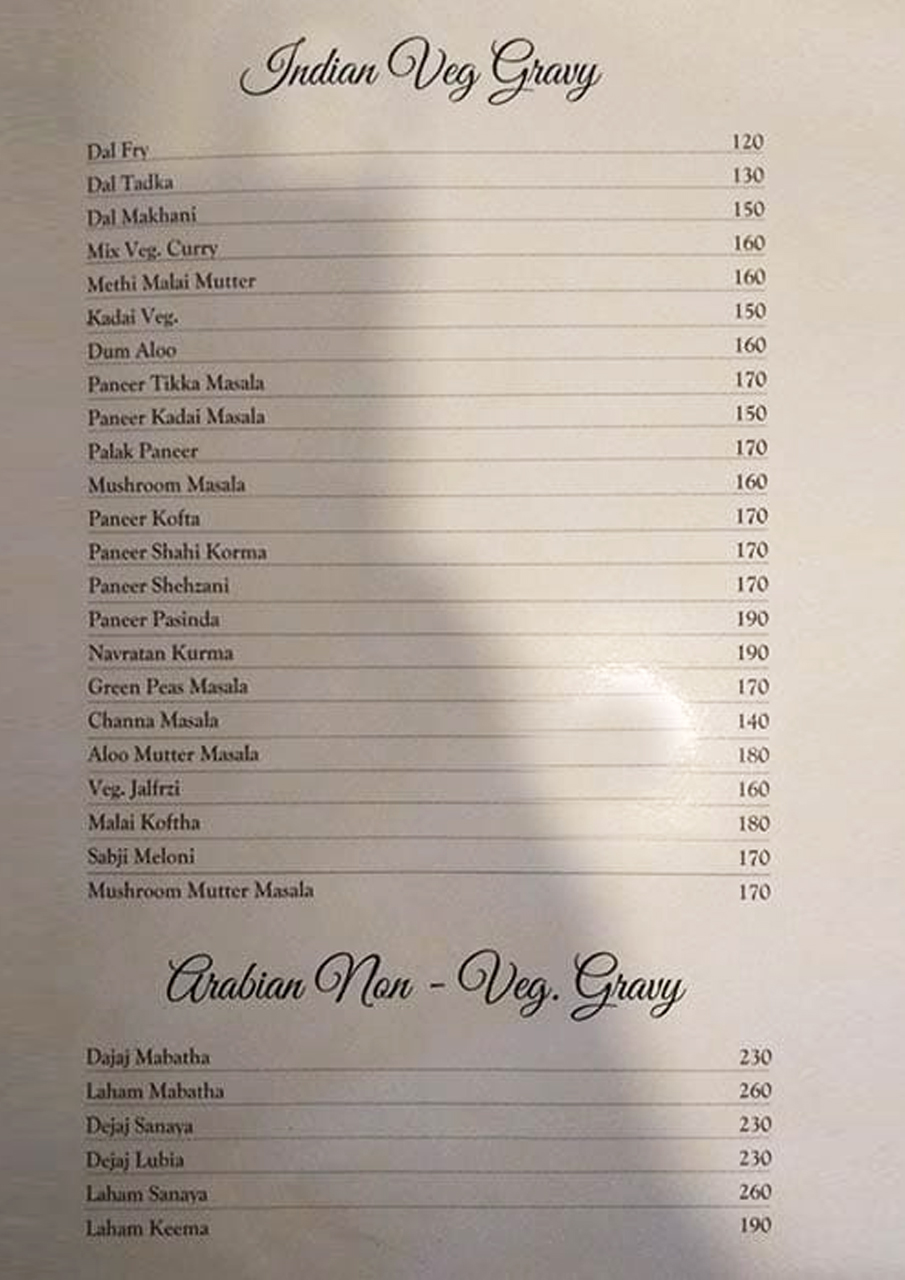 Indian Veg Gravy
Dal Fry 120
Dal Tadka 130
Dal Makhani 150
Mix Veg. Curry 160
Methi Malai Mutter 160
Kadai Veg. 150
Dum Aloo 160
Paneer Tikka Masala 170
Paneer Kadai Masala 150
Palak Paneer 170
Mushroom Masala 160
Paneer Kofta 170
Paneer Shahi Korma 170
Paneer Shehzani 170
Paneer Pasinda 190
Navratan Kurma 190
Green Peas Masala 170
Channa Masala 140
Aloo Mutter Masala 180
Veg. Jalfrzi 160
Malai Koftha 180
Sabji Meloni 170
Mushroom Mutter Masala 170
Arabian Non - Veg. Gravy
Dajaj Mabatha 230
Laham Mabatha 260
Dejaj Sanaya 230
Dejaj Lubia 230
Laham Sanaya 260
Laham Keema 190